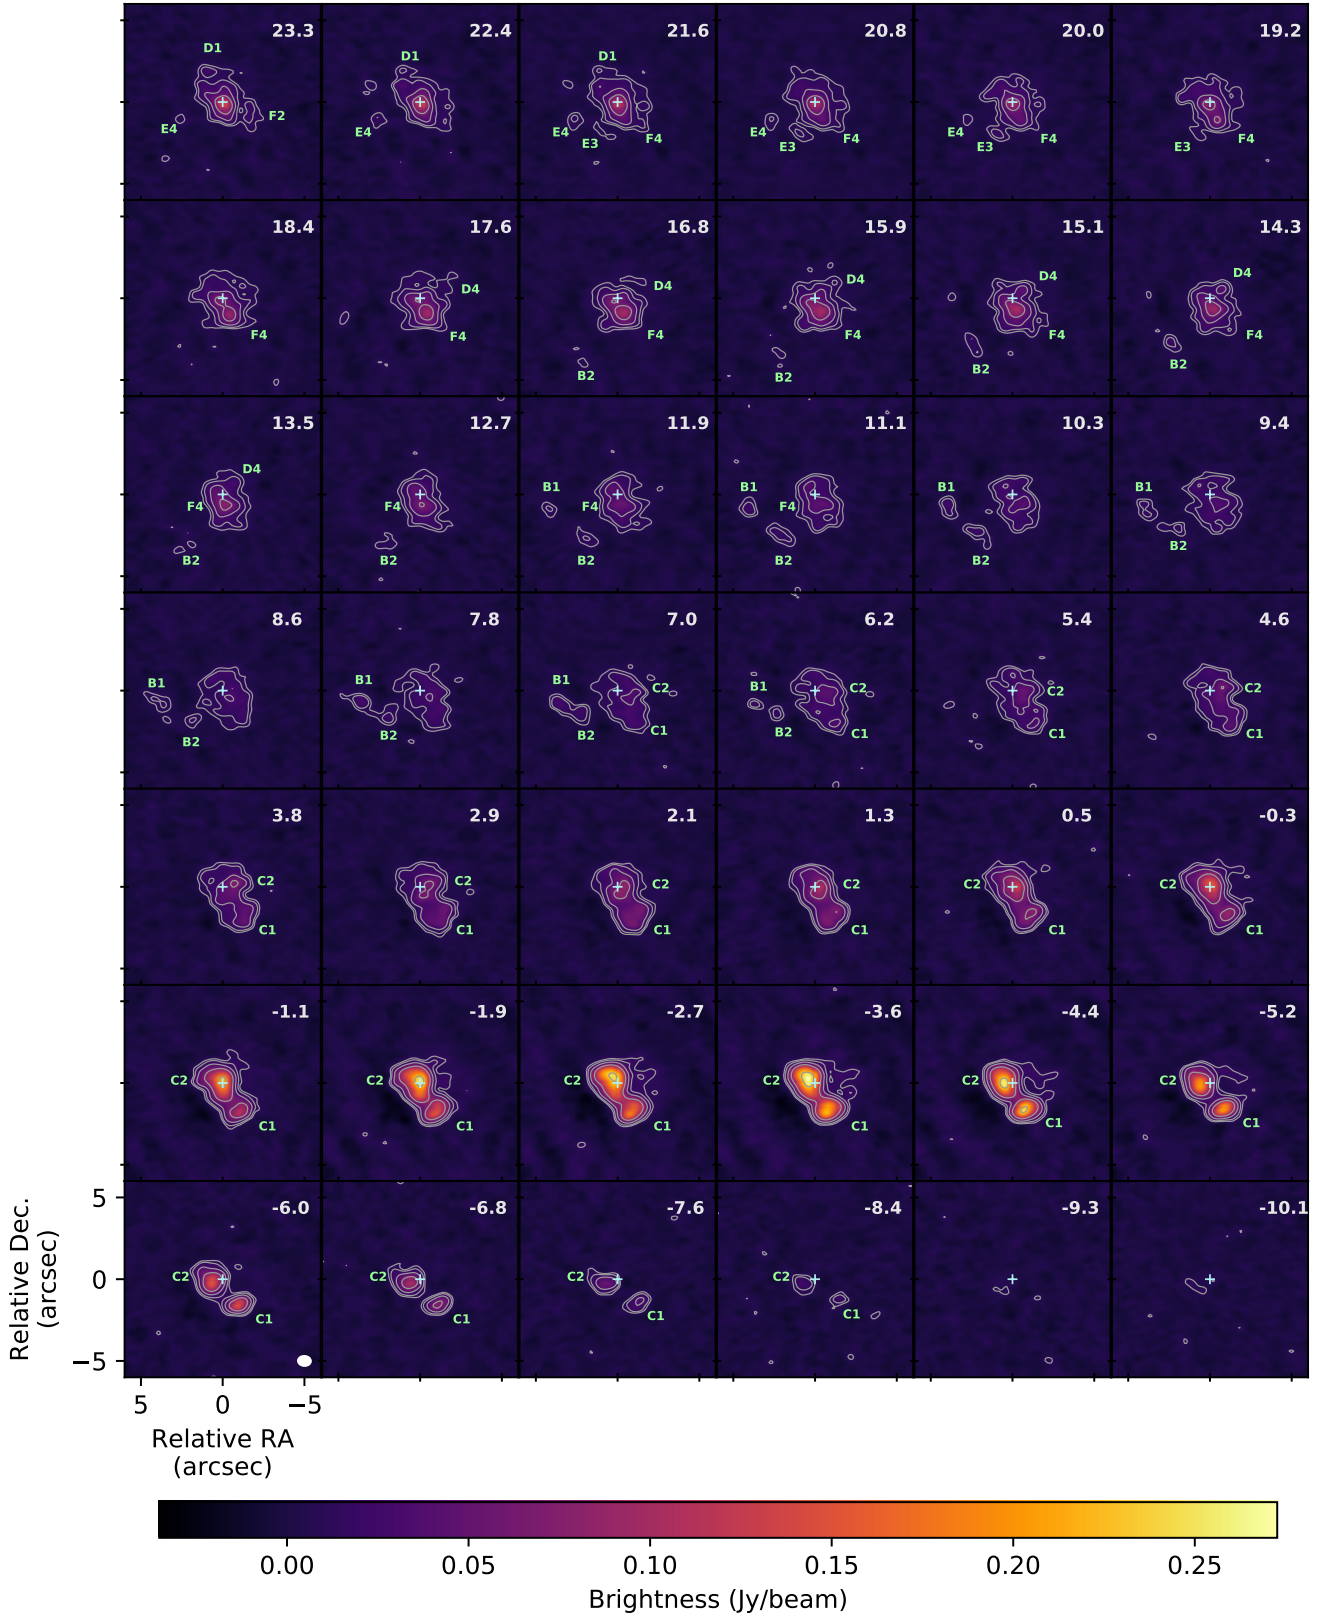 23.3 22.4 21.6 20.8 20.0 19.2
D1 D1 D1
E4 F2 E4 E4 E3 F4 E4 E3 F4 E4 E3 F4 E3 F4
18.4 17.6 16.8 15.9 15.1 14.3
D4 D4 D4 D4 D4
F4 F4 F4 F4 F4 F4
B2 B2 B2 B2
13.5 12.7 11.9 11.1 10.3 9.4
D4 B1 B1 B1 B1
F4 F4 F4 F4
B2 B2 B2 B2 B2 B2
8.6 7.8 7.0 6.2 5.4 4.6
B1 B1 B1 C2 B1 C2 C2 C2
B2 B2 B2 C1 B2 C1 C1 C1
3.8 2.9 2.1 1.3 0.5 -0.3
C2 C2 C2 C2 C2 C2
C1 C1 C1 C1 C1 C1
-1.1 -1.9 -2.7 -3.6 -4.4 -5.2
C2 C2 C2 C2 C2 C2
C1 C1 C1 C1 C1 C1
-6.0 -6.8 -7.6 -8.4 -9.3 -10.1
C2 C2 C2 C2
C1 C1 C1 C1
5
0
−5
Relative Dec.
(arcsec)
5 0 −5
Relative RA
(arcsec)
0.00 0.05 0.10 0.15 0.20 0.25
Brightness (Jy/beam)